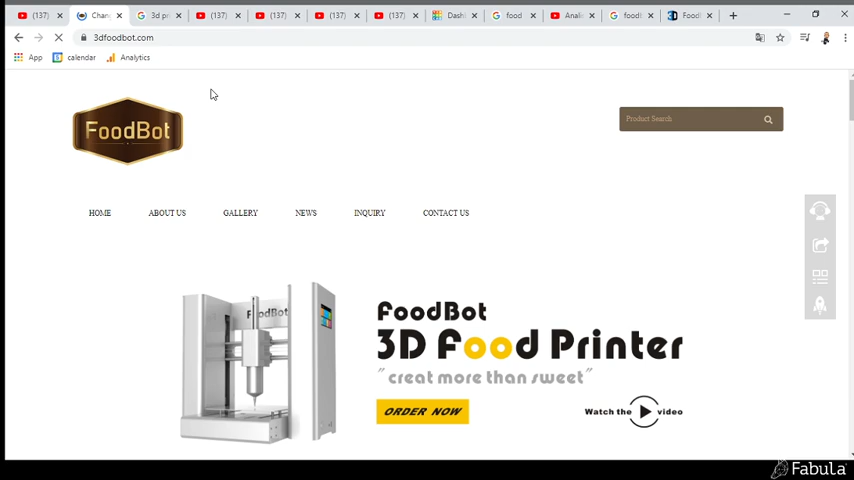 (137) Chan 3d pr (137) (137) (137) (137) Dashl food Analis foodb Food
3dfoodbot.com
App calendar Analytics
FoodBot
Product Search
HOME ABOUT US GALLERY NEWS INQUIRY CONTACT US
FoodBot
FoodBot
3D Food Printer
"creat more than sweet"
ORDER NOW
Watch the video
Fabula